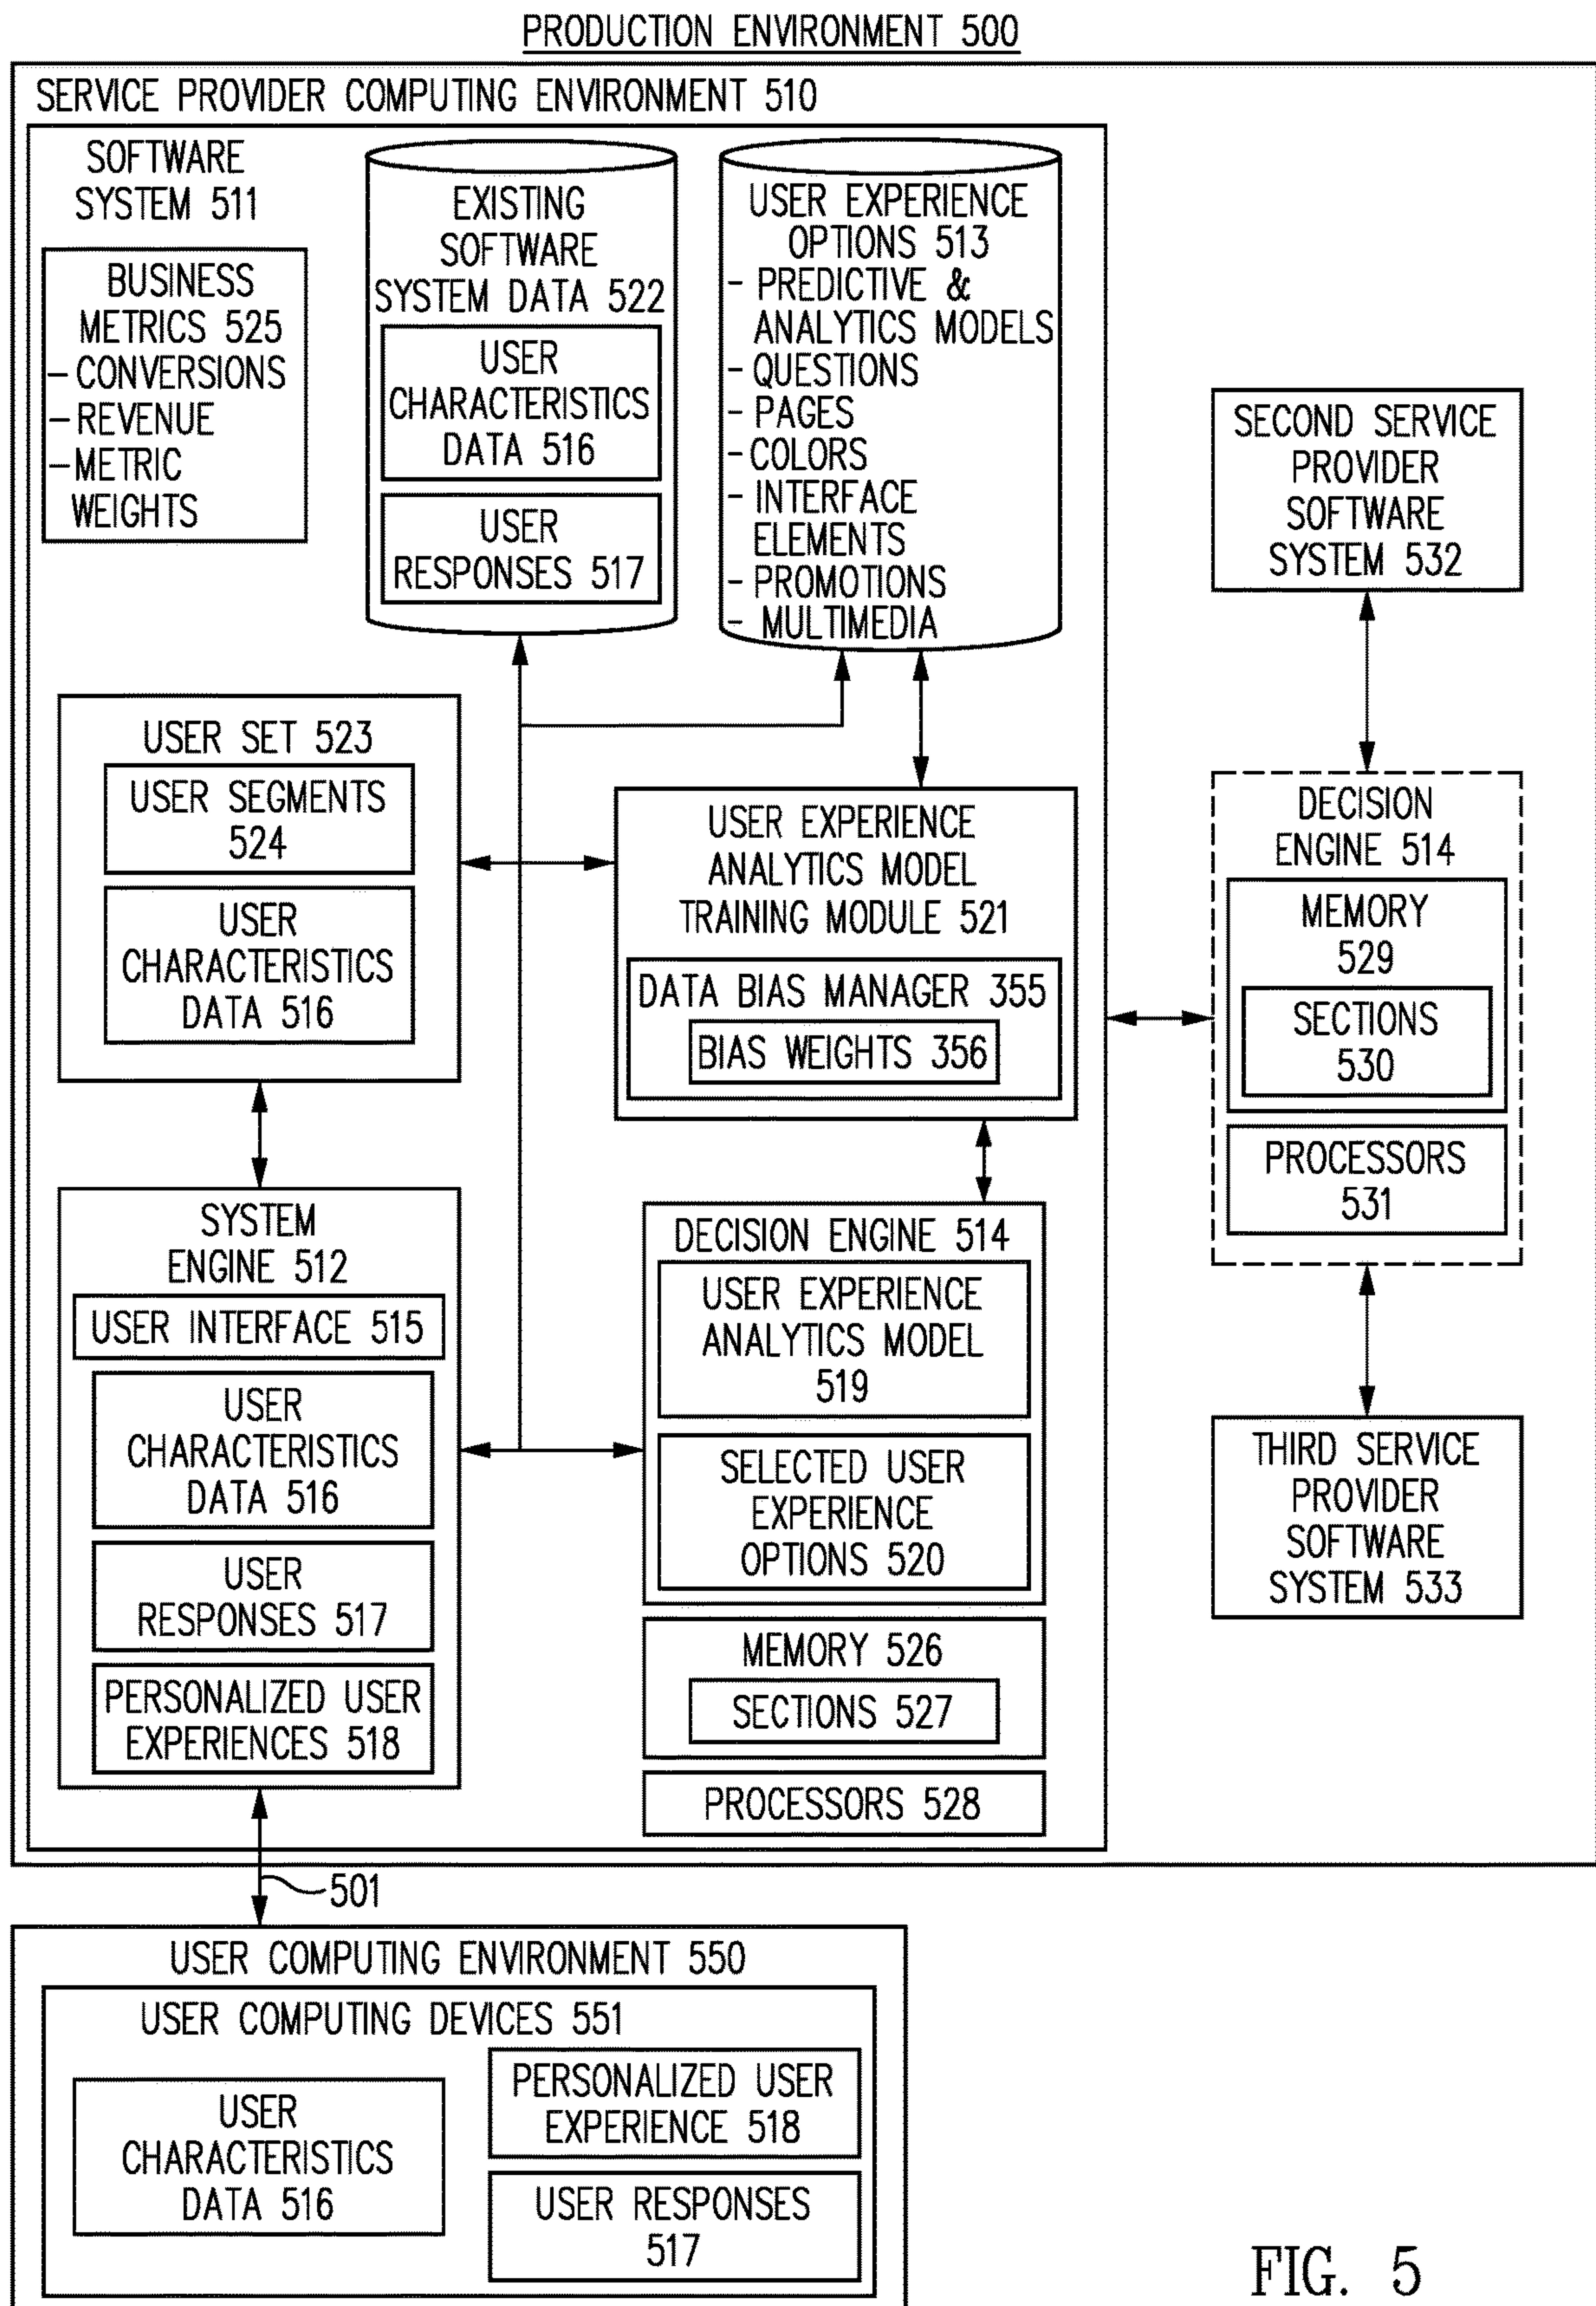 PRODUCTION ENVIRONMENT 500
SERVICE PROVIDER COMPUTING ENVIRONMENT 510
SOFTWARE
SYSTEM 511
BUSINESS
METRICS 525
- CONVERSIONS
- REVENUE
- METRIC
WEIGHTS
EXISTING
SOFTWARE
SYSTEM DATA 522
USER
CHARACTERISTICS
DATA 516
USER
RESPONSES 517
USER EXPERIENCE
OPTIONS 513
- PREDICTIVE &
ANALYTICS MODELS
- QUESTIONS
- PAGES
- COLORS
- INTERFACE
ELEMENTS
- PROMOTIONS
- MULTIMEDIA
USER SET 523
USER SEGMENTS
524
USER
CHARACTERISTICS
DATA 516
USER EXPERIENCE
ANALYTICS MODEL
TRAINING MODULE 521
DATA BIAS MANAGER 355
BIAS WEIGHTS 356
SYSTEM
ENGINE 512
USER INTERFACE 515
USER
CHARACTERISTICS
DATA 516
USER
RESPONSES 517
PERSONALIZED USER
EXPERIENCES 518
DECISION ENGINE 514
USER EXPERIENCE
ANALYTICS MODEL
519
SELECTED USER
EXPERIENCE
OPTIONS 520
MEMORY 526
SECTIONS 527
PROCESSORS 528
SECOND SERVICE
PROVIDER
SOFTWARE
SYSTEM 532
DECISION
ENGINE 514
MEMORY
529
SECTIONS
530
PROCESSORS
531
THIRD SERVICE
PROVIDER
SOFTWARE
SYSTEM 533
501
USER COMPUTING ENVIRONMENT 550
USER COMPUTING DEVICES 551
USER
CHARACTERISTICS
DATA 516
PERSONALIZED USER
EXPERIENCE 518
USER RESPONSES
517
FIG. 5